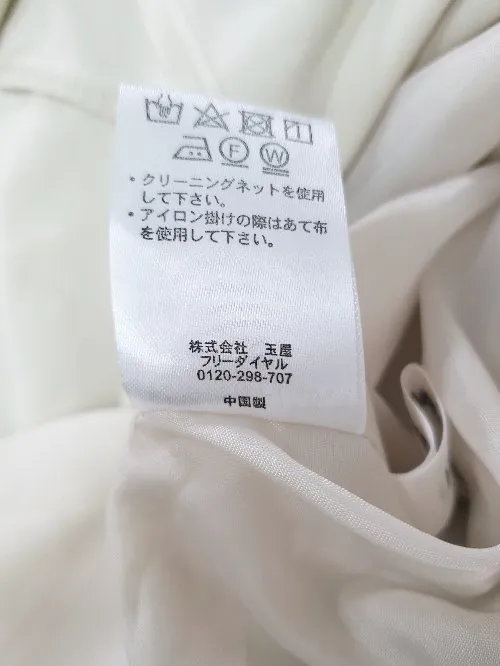 F W
* クリーニングネットを使用
して下さい。
* アイロン掛けの際はあて布
を使用して下さい。
株式会社 玉屋
フリーダイヤル
0120-298-707
中国製